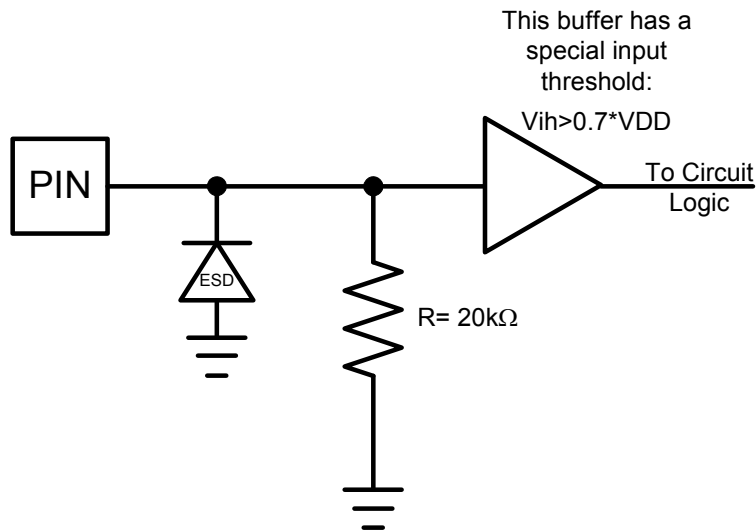 This buffer has a
special input
threshold:
Vih>0.7*VDD
PIN
To Circuit
Logic
ESD
R= 20kΩ